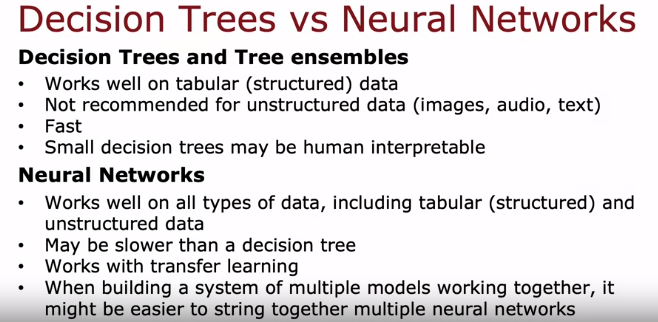 Decision Trees vs Neural Networks
Decision Trees and Tree ensembles
• Works well on tabular (structured) data
• Not recommended for unstructured data (images, audio, text)
• Fast
• Small decision trees may be human interpretable
Neural Networks
• Works well on all types of data, including tabular (structured) and
unstructured data
• May be slower than a decision tree
• Works with transfer learning
• When building a system of multiple models working together, it
might be easier to string together multiple neural networks